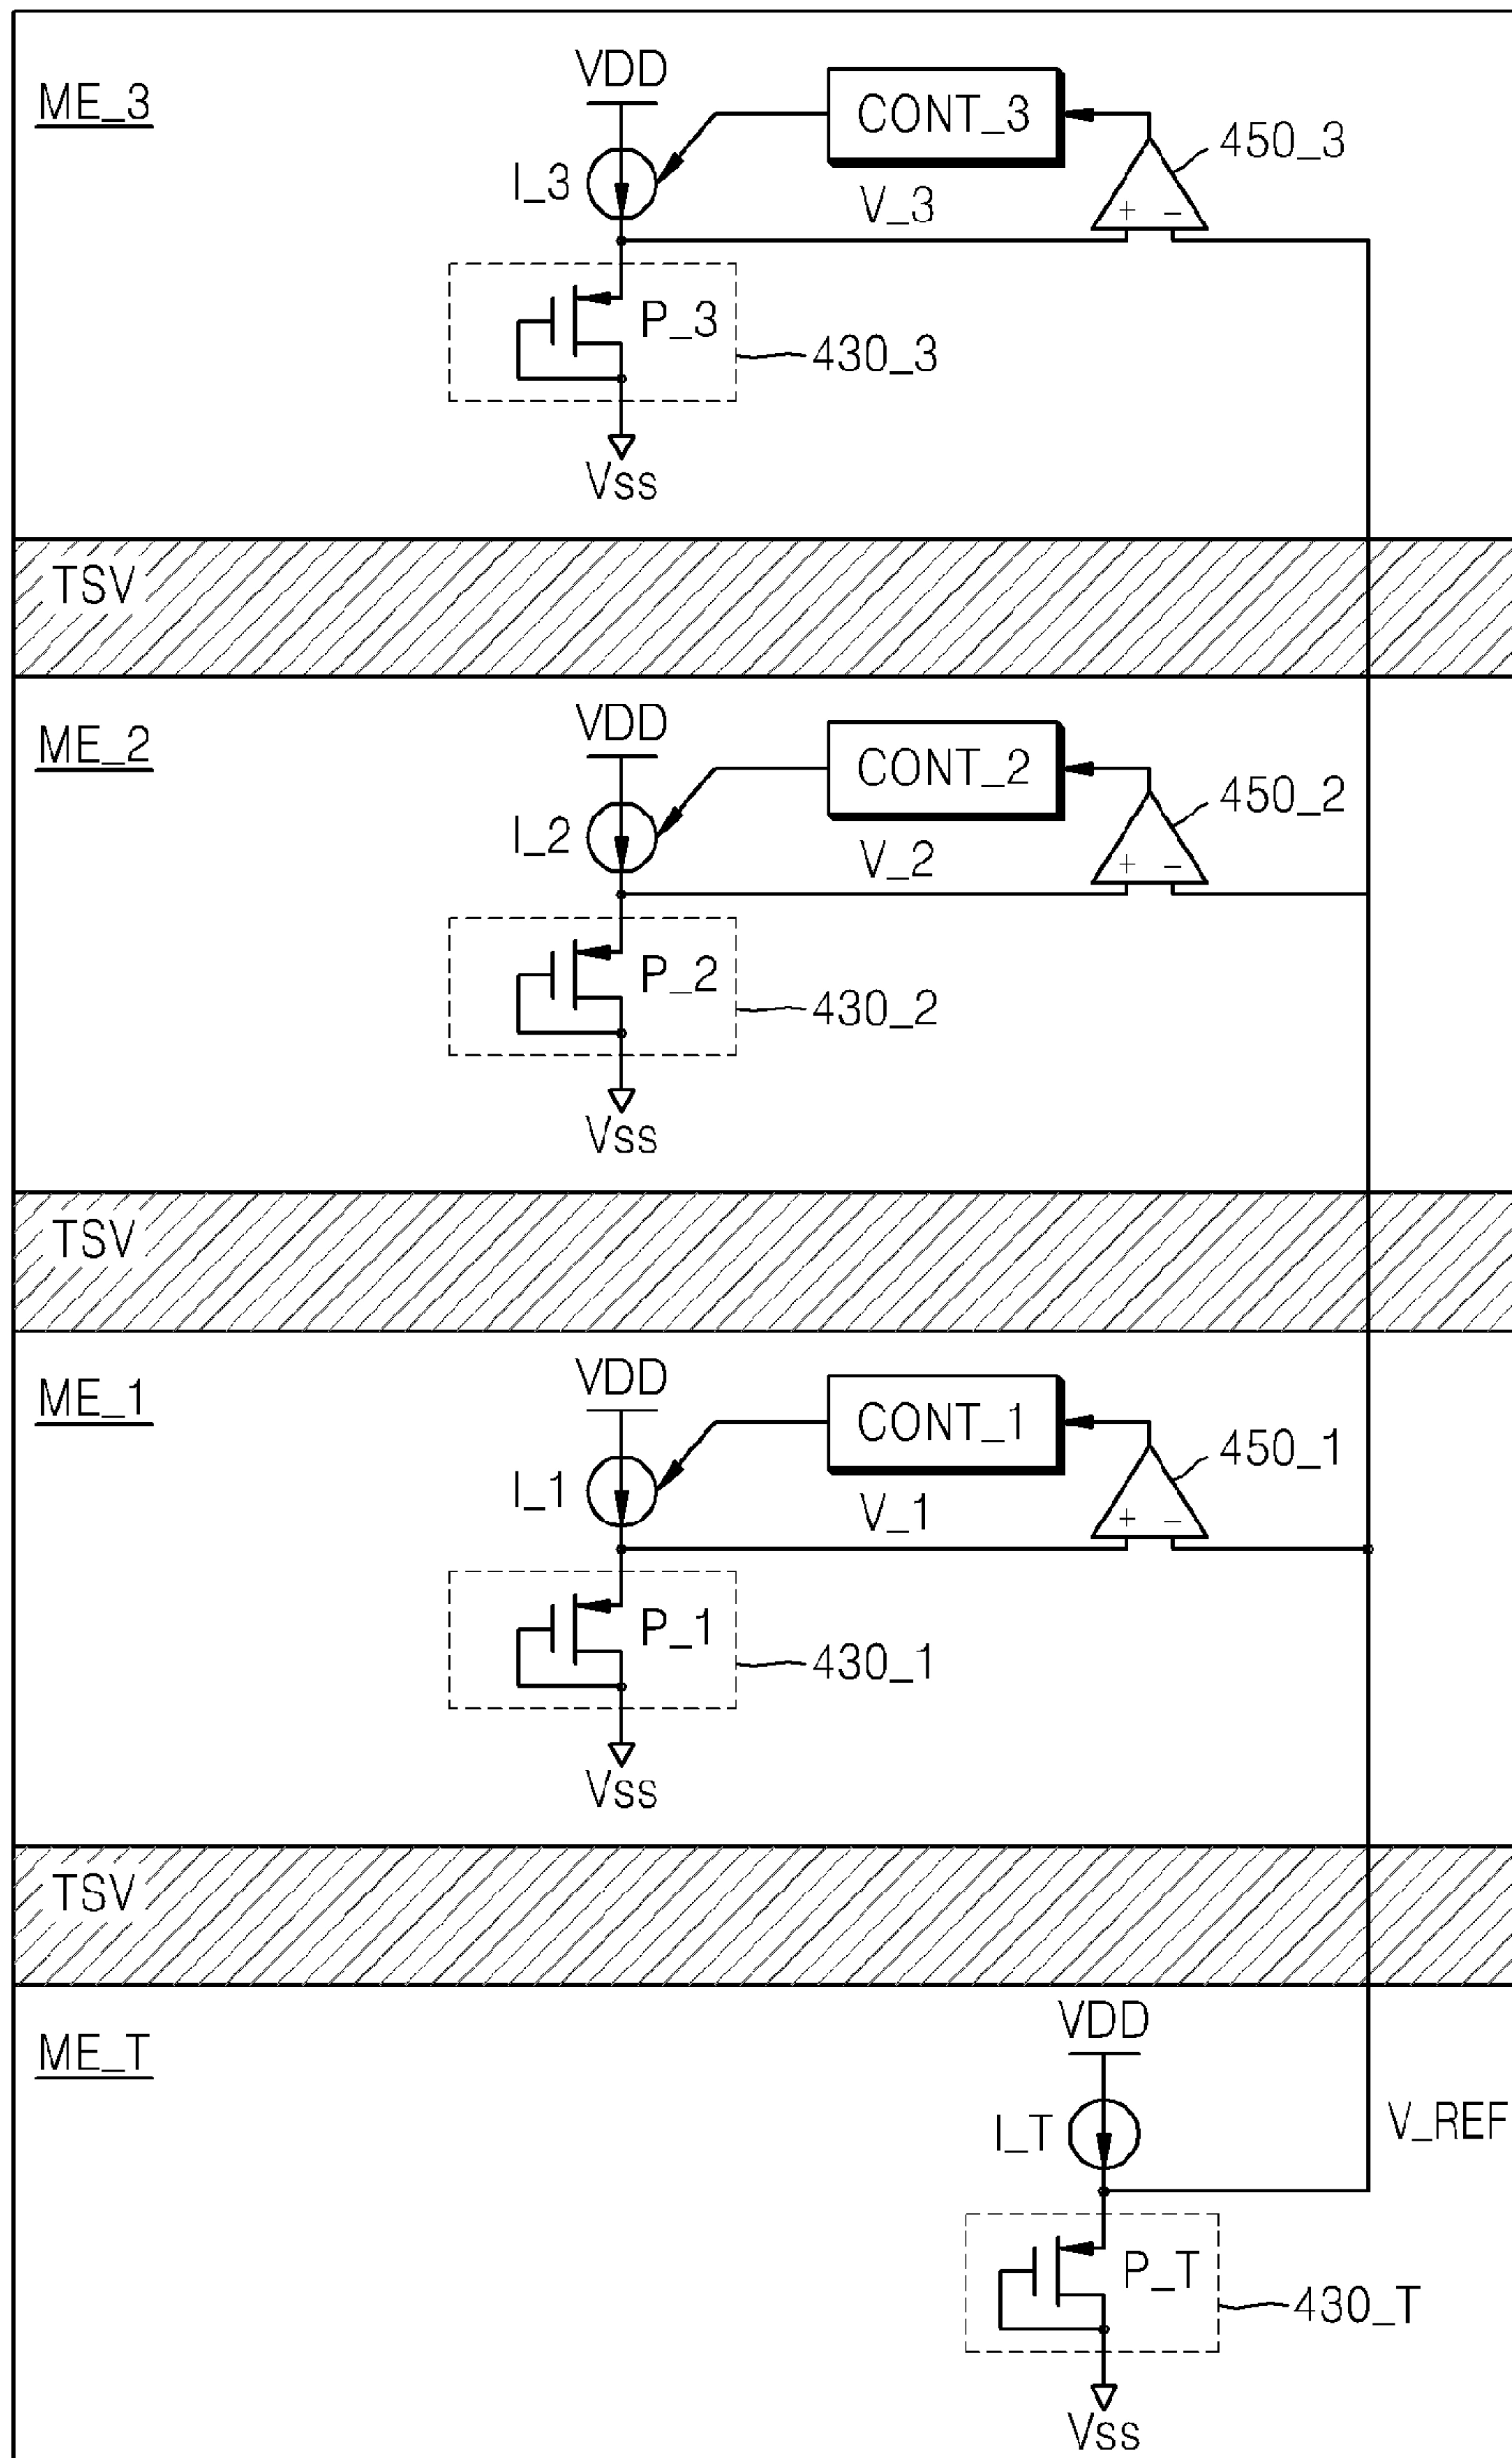 ME_3
VDD
CONT_3
450_3
I_3
V_3
+ −
P_3
430_3
Vss
TSV
ME_2
VDD
CONT_2
450_2
I_2
V_2
+ −
P_2
430_2
Vss
TSV
ME_1
VDD
CONT_1
450_1
I_1
V_1
+ −
P_1
430_1
Vss
TSV
ME_T
VDD
I_T
V_REF
P_T
430_T
Vss